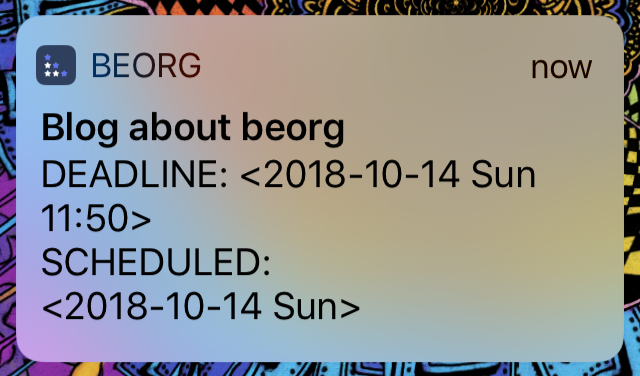 BEORG now
Blog about beorg
DEADLINE: <2018-10-14 Sun
11:50>
SCHEDULED:
<2018-10-14 Sun>